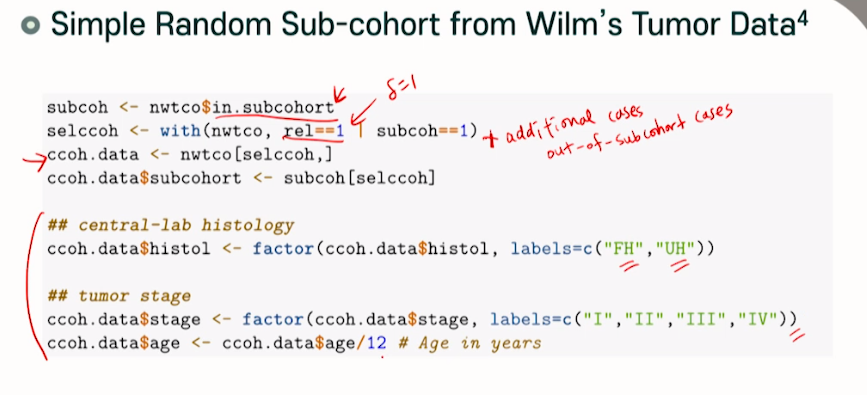 Simple Random Sub-cohort from Wilm's Tumor Data4
δ=1
subcoh <- nwtco$in.subcohort
selccoh <- with(nwtco, rel==1 | subcoh==1)
+ additional cases
out-of-subcohort cases
ccoh.data <- nwtco[selccoh,]
ccoh.data$subcohort <- subcoh[selccoh]
## central-lab histology
ccoh.data$histol <- factor(ccoh.data$histol, labels=c("FH","UH"))
## tumor stage
ccoh.data$stage <- factor(ccoh.data$stage, labels=c("I","II","III","IV"))
ccoh.data$age <- ccoh.data$age/12 # Age in years